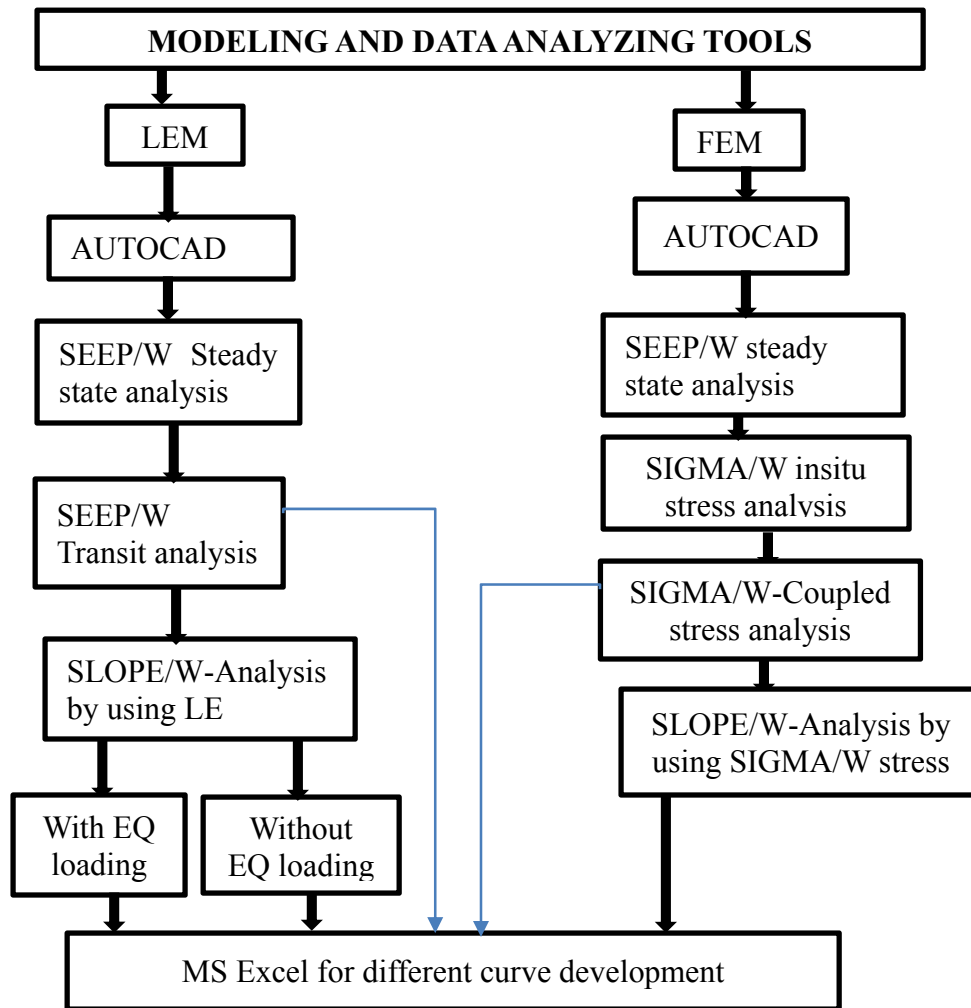 MODELING AND DATA ANALYZING TOOLS
LEM
AUTOCAD
SEEP/W Steady
state analysis
SEEP/W
Transit analysis
SLOPE/W-Analysis
by using LE
With EQ
loading
Without
EQ loading
FEM
AUTOCAD
SEEP/W steady
state analysis
SIGMA/W insitu
stress analysis
SIGMA/W-Coupled
stress analysis
SLOPE/W-Analysis by
using SIGMA/W stress
MS Excel for different curve development